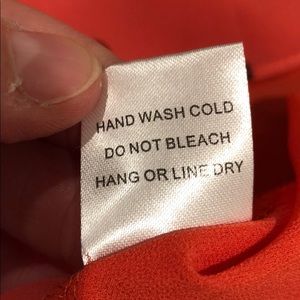 HAND WASH COLD
DO NOT BLEACH
HANG OR LINE DRY